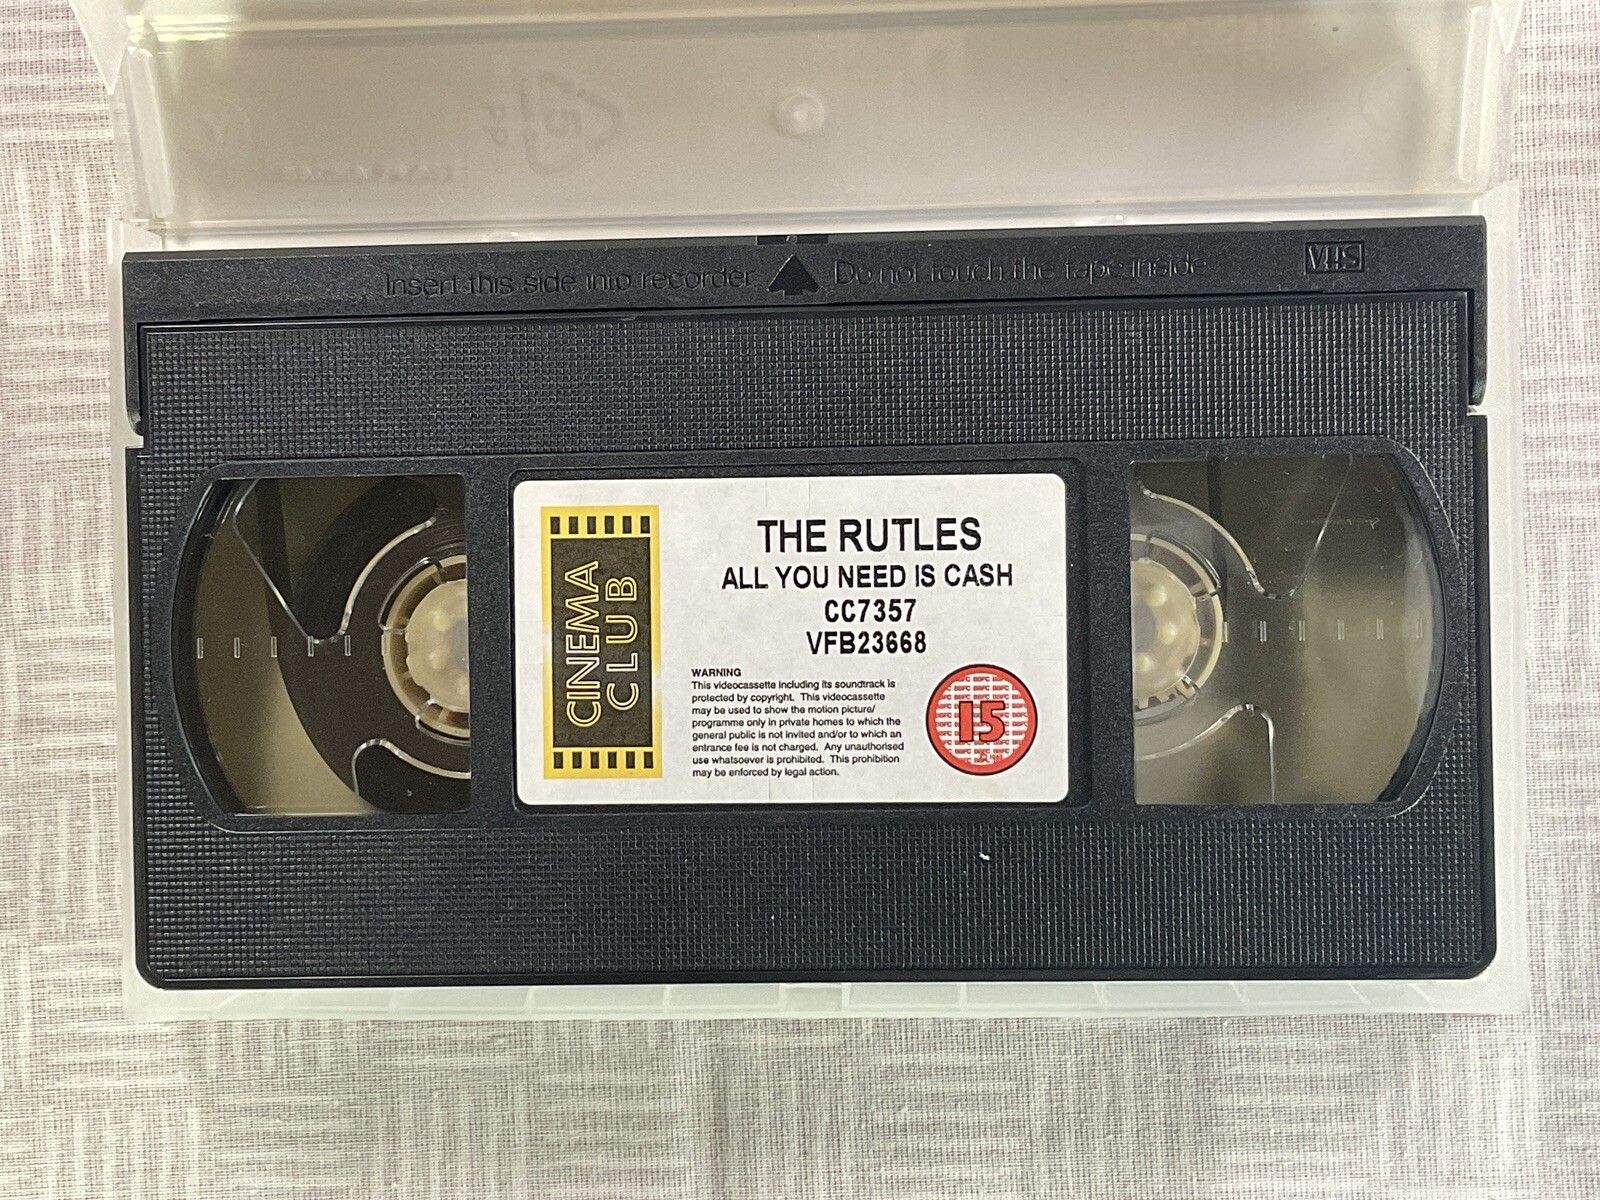 5
PP
Insert this side into recorder
Do not touch the tape inside
VHS
CINEMA
CLUB
THE RUTLES
ALL YOU NEED IS CASH
CC7357
VFB23668
WARNING
This videocassette including its soundtrack is
protected by copyright. This videocassette
may be used to show the motion picture/
programme only in private homes to which the
general public is not invited and/or to which an
entrance fee is not charged. Any unauthorised
use whatsoever is prohibited. This prohibition
may be enforced by legal action.
15